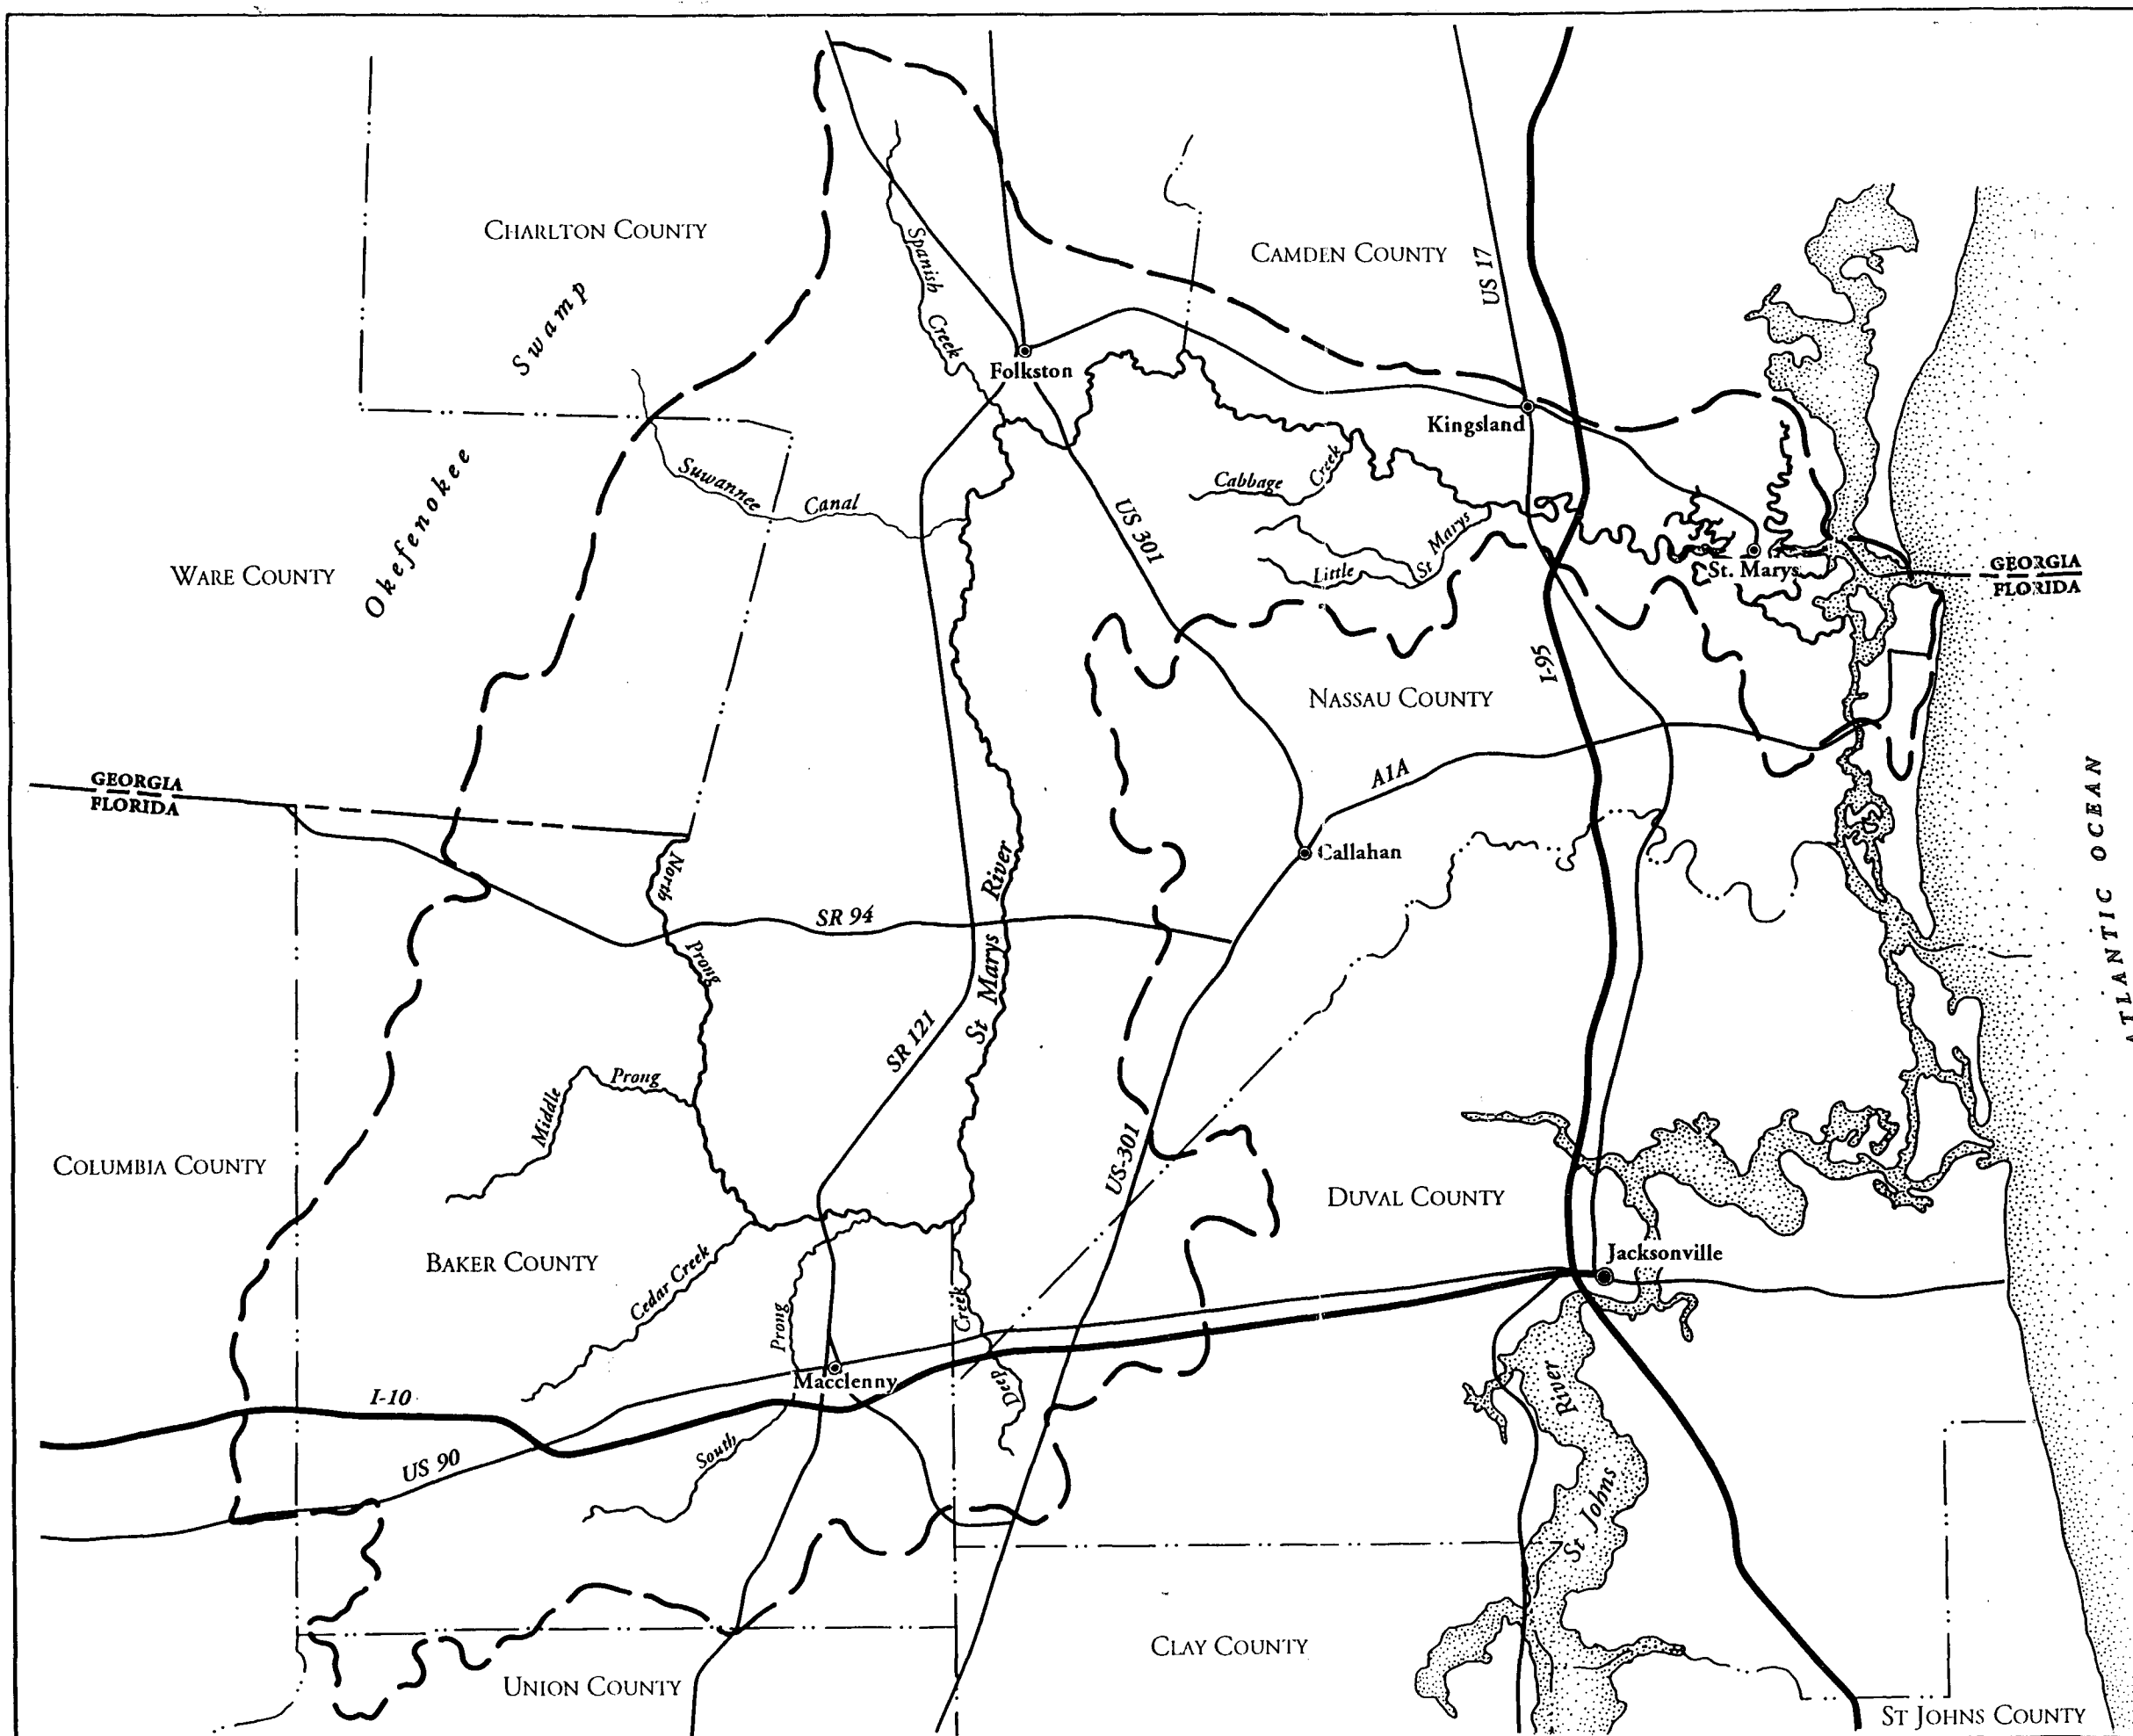 CHARLTON COUNTY
CAMDEN COUNTY
US 17
Spanish
Creek
Swamp
Folkston
Kingsland
Okefenokee
Suwannee
Canal
Cabbage
Creek
US 301
Little
St Marys
St. Marys
GEORGIA
FLORIDA
WARE COUNTY
NASSAU COUNTY
I-95
A1A
GEORGIA
FLORIDA
ATLANTIC OCEAN
Callahan
North
Prong
SR 94
St Marys River
SR 121
Middle
Prong
US-301
COLUMBIA COUNTY
DUVAL COUNTY
BAKER COUNTY
Cedar Creek
Jacksonville
Prong
Creek
Macclenny
Deep
I-10
US 90
South
St Johns
River
CLAY COUNTY
UNION COUNTY
ST JOHNS COUNTY